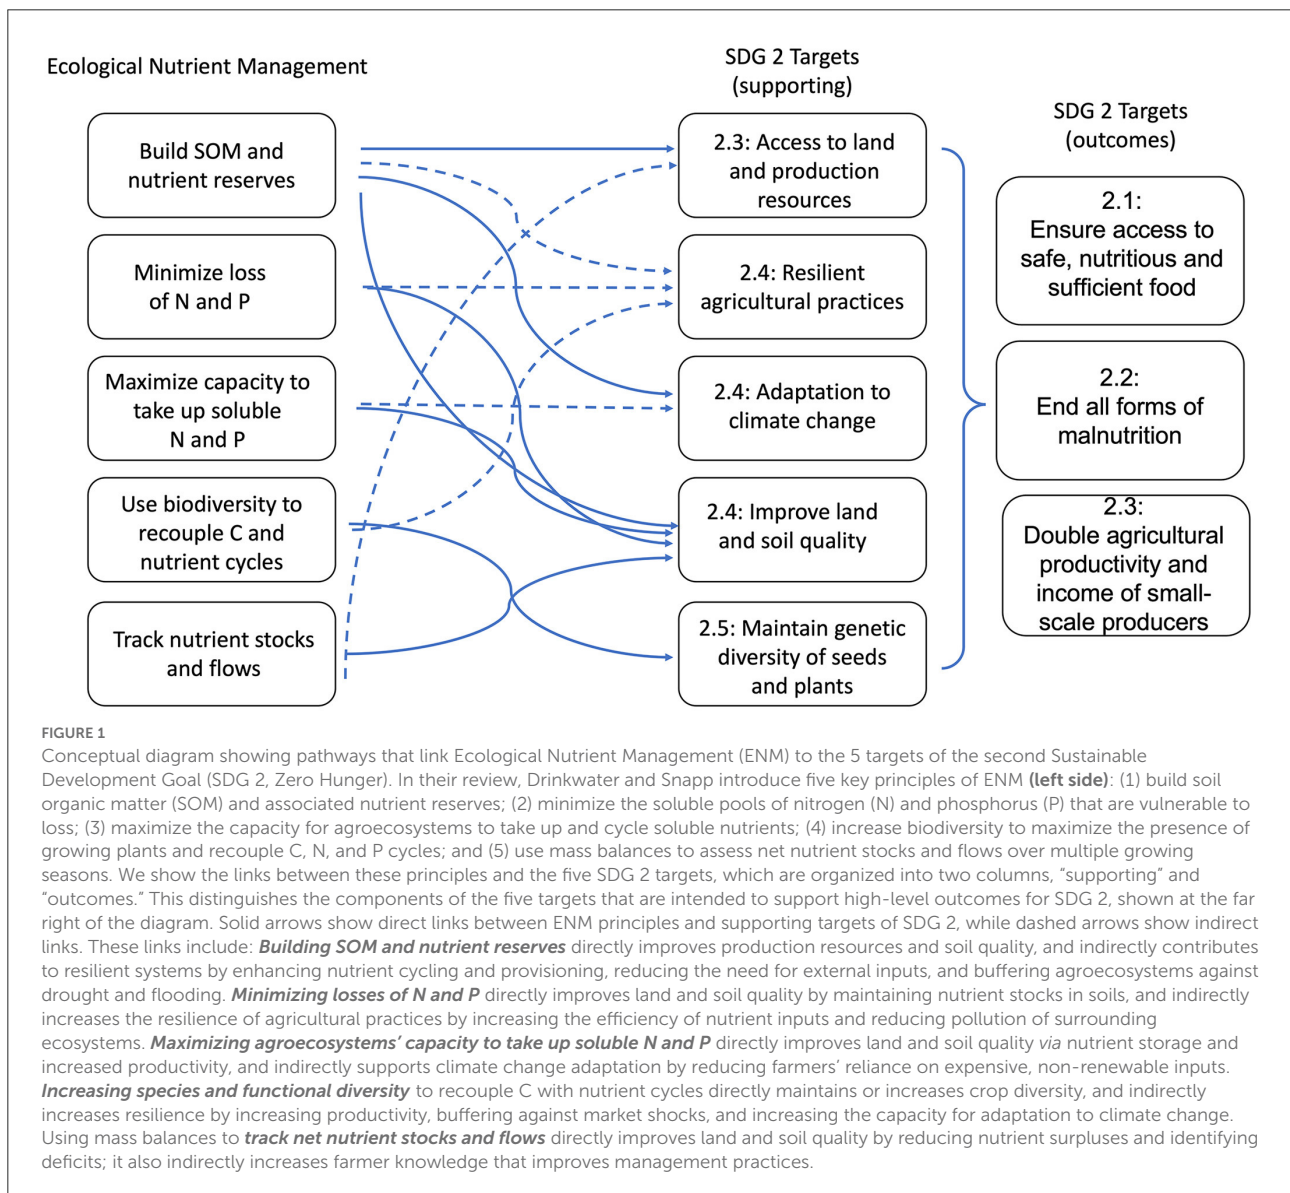 Ecological Nutrient Management
SDG 2 Targets
(supporting)
SDG 2 Targets
(outcomes)
Build SOM and
nutrient reserves
Minimize loss
of N and P
Maximize capacity to
take up soluble
N and P
Use biodiversity to
recouple C and
nutrient cycles
Track nutrient stocks
and flows
2.3: Access to land
and production
resources
2.4: Resilient
agricultural practices
2.4: Adaptation to
climate change
2.4: Improve land
and soil quality
2.5: Maintain genetic
diversity of seeds
and plants
2.1:
Ensure access to
safe, nutritious and
sufficient food
2.2:
End all forms of
malnutrition
2.3:
Double agricultural
productivity and
income of small-
scale producers
FIGURE 1
Conceptual diagram showing pathways that link Ecological Nutrient Management (ENM) to the 5 targets of the second Sustainable
Development Goal (SDG 2, Zero Hunger). In their review, Drinkwater and Snapp introduce five key principles of ENM (left side): (1) build soil
organic matter (SOM) and associated nutrient reserves; (2) minimize the soluble pools of nitrogen (N) and phosphorus (P) that are vulnerable to
loss; (3) maximize the capacity for agroecosystems to take up and cycle soluble nutrients; (4) increase biodiversity to maximize the presence of
growing plants and recouple C, N, and P cycles; and (5) use mass balances to assess net nutrient stocks and flows over multiple growing
seasons. We show the links between these principles and the five SDG 2 targets, which are organized into two columns, “supporting” and
“outcomes.” This distinguishes the components of the five targets that are intended to support high-level outcomes for SDG 2, shown at the far
right of the diagram. Solid arrows show direct links between ENM principles and supporting targets of SDG 2, while dashed arrows show indirect
links. These links include: Building SOM and nutrient reserves directly improves production resources and soil quality, and indirectly contributes
to resilient systems by enhancing nutrient cycling and provisioning, reducing the need for external inputs, and buffering agroecosystems against
drought and flooding. Minimizing losses of N and P directly improves land and soil quality by maintaining nutrient stocks in soils, and indirectly
increases the resilience of agricultural practices by increasing the efficiency of nutrient inputs and reducing pollution of surrounding
ecosystems. Maximizing agroecosystems’ capacity to take up soluble N and P directly improves land and soil quality via nutrient storage and
increased productivity, and indirectly supports climate change adaptation by reducing farmers’ reliance on expensive, non-renewable inputs.
Increasing species and functional diversity to recouple C with nutrient cycles directly maintains or increases crop diversity, and indirectly
increases resilience by increasing productivity, buffering against market shocks, and increasing the capacity for adaptation to climate change.
Using mass balances to track net nutrient stocks and flows directly improves land and soil quality by reducing nutrient surpluses and identifying
deficits; it also indirectly increases farmer knowledge that improves management practices.